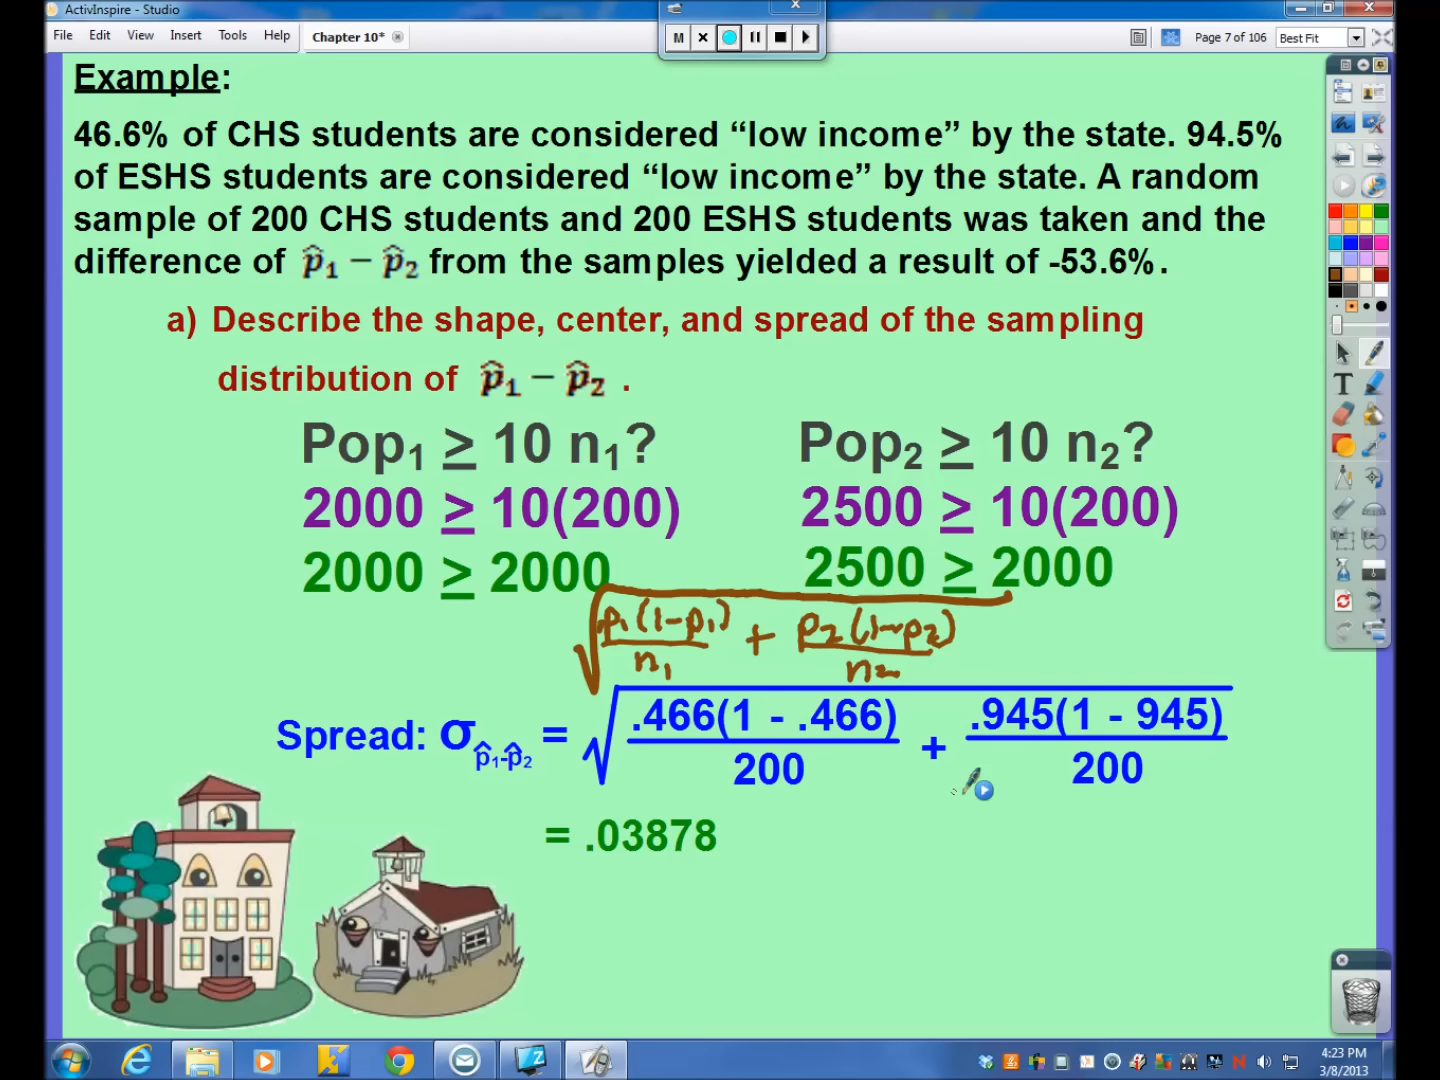 ActivInspire - Studio
File Edit View Insert Tools Help Chapter 10* Page 7 of 106 Best Fit
Example:
46.6% of CHS students are considered “low income” by the state. 94.5%
of ESHS students are considered “low income” by the state. A random
sample of 200 CHS students and 200 ESHS students was taken and the
difference of p̂₁ − p̂₂ from the samples yielded a result of -53.6%.
a) Describe the shape, center, and spread of the sampling
distribution of p̂₁ − p̂₂ .
Pop₁ ≥ 10 n₁? Pop₂ ≥ 10 n₂?
2000 ≥ 10(200) 2500 ≥ 10(200)
2000 ≥ 2000 2500 ≥ 2000
√ p₁(1-p₁) / n₁ + p₂(1-p₂) / n₂
Spread: σ p̂₁-p̂₂ = √ .466(1 - .466) / 200 + .945(1 - 945) / 200
= .03878
4:23 PM
3/8/2013